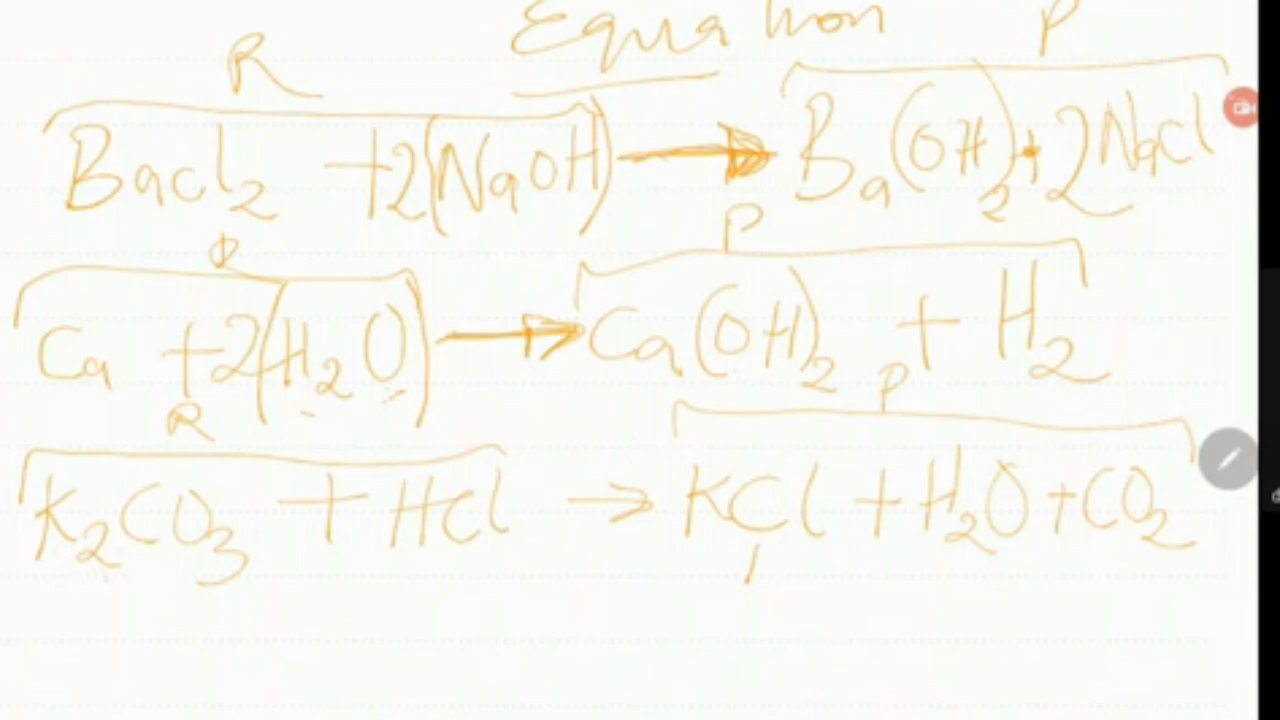 Equation
R P
BaCl₂ + 2(NaOH) → Ba(OH)₂ + 2NaCl
R P
Ca + 2(H₂O) → Ca(OH)₂ + H₂
R P
K₂CO₃ + HCl → KCl + H₂O + CO₂